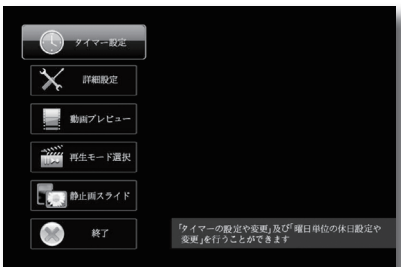 タイマー設定
詳細設定
動画プレビュー
再生モード選択
静止画スライド
終了
「タイマーの設定や変更」及び「曜日単位の休日設定や
変更」を行うことができます